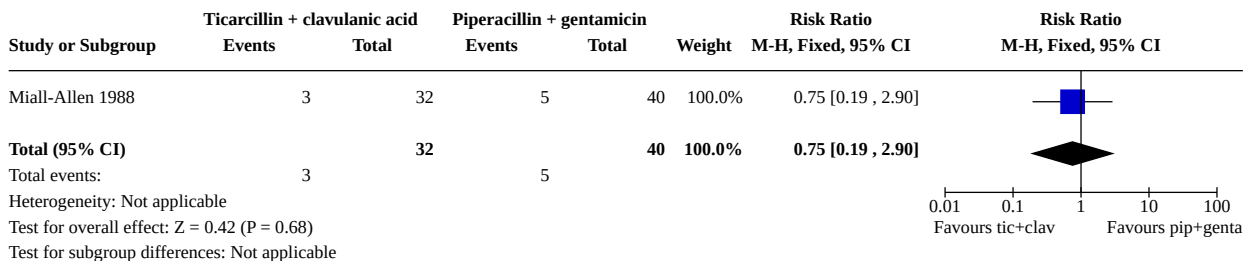 Ticarcillin + clavulanic acid Piperacillin + gentamicin Risk Ratio Risk Ratio
Study or Subgroup Events Total Events Total Weight M-H, Fixed, 95% CI M-H, Fixed, 95% CI
Miall-Allen 1988 3 32 5 40 100.0% 0.75 [0.19 , 2.90]
Total (95% CI) 32 40 100.0% 0.75 [0.19 , 2.90]
Total events: 3 5
Heterogeneity: Not applicable
0.01 0.1 1 10 100
Test for overall effect: Z = 0.42 (P = 0.68)
Favours tic+clav Favours pip+genta
Test for subgroup differences: Not applicable